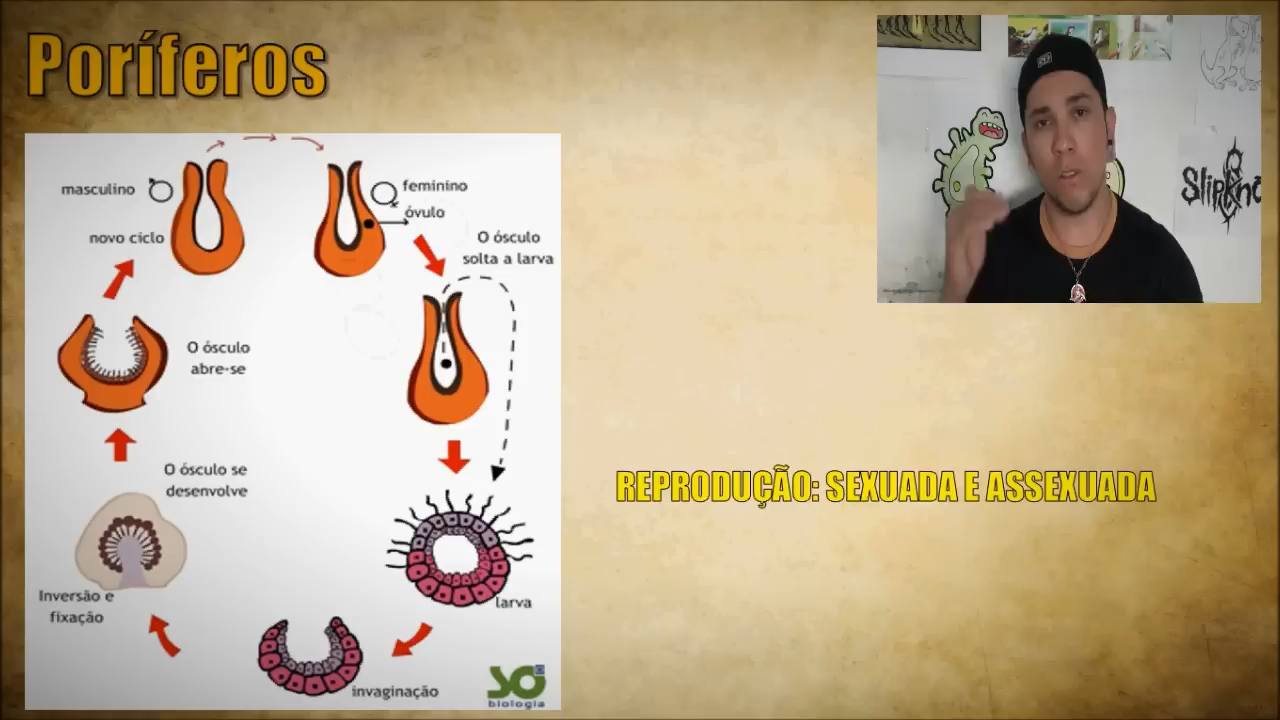 Poríferos
masculino
feminino
óvulo
novo ciclo
O ósculo
solta a larva
O ósculo
abre-se
O ósculo se
desenvolve
Inversão e
fixação
larva
invaginação
SÓ
biologia
REPRODUÇÃO: SEXUADA E ASSEXUADA